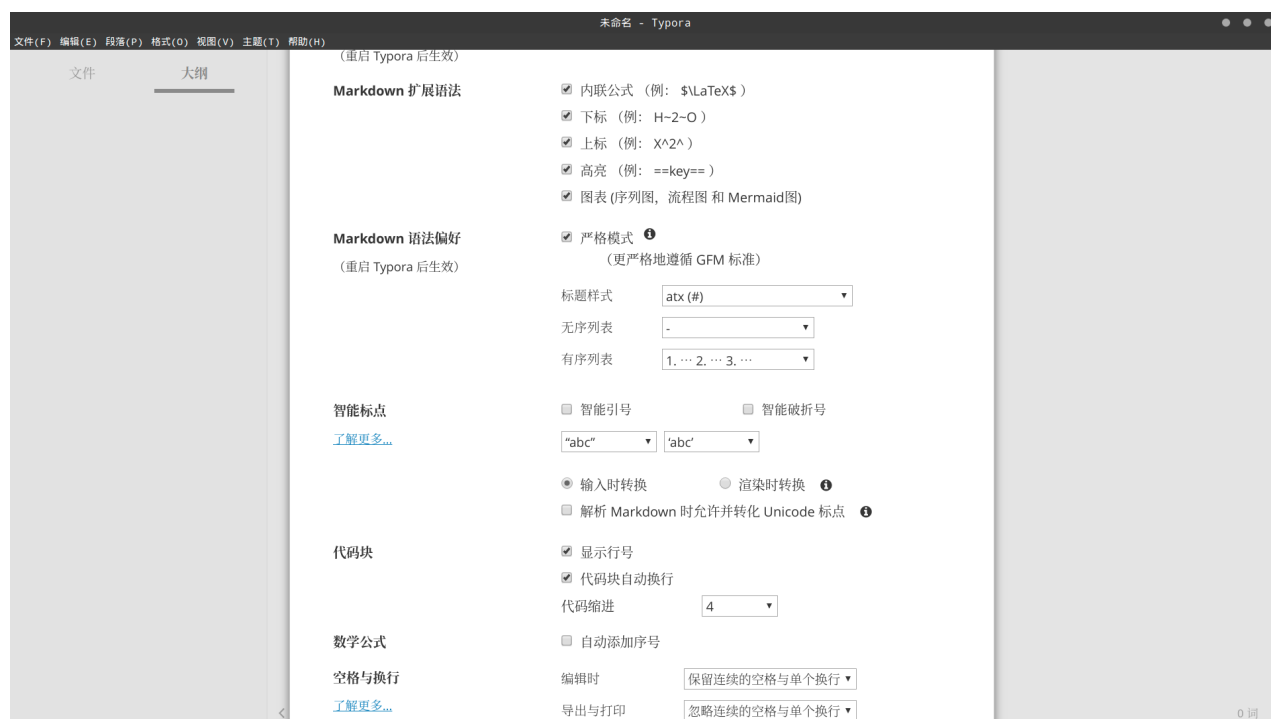 未命名 - Typora
文件(F) 编辑(E) 段落(P) 格式(O) 视图(V) 主题(T) 帮助(H)
文件 大纲
（重启 Typora 后生效）
Markdown 扩展语法 内联公式 （例： $\LaTeX$ ）
下标 （例： H~2~O ）
上标 （例： X^2^ ）
高亮 （例： ==key== ）
图表 (序列图，流程图 和 Mermaid图)
Markdown 语法偏好 严格模式
（重启 Typora 后生效） （更严格地遵循 GFM 标准）
标题样式 atx (#)
无序列表 -
有序列表 1. ··· 2. ··· 3. ···
智能标点 智能引号 智能破折号
了解更多... “abc” ‘abc’
输入时转换 渲染时转换
解析 Markdown 时允许并转化 Unicode 标点
代码块 显示行号
代码块自动换行
代码缩进 4
数学公式 自动添加序号
空格与换行 编辑时 保留连续的空格与单个换行
了解更多... 导出与打印 忽略连续的空格与单个换行
0 词